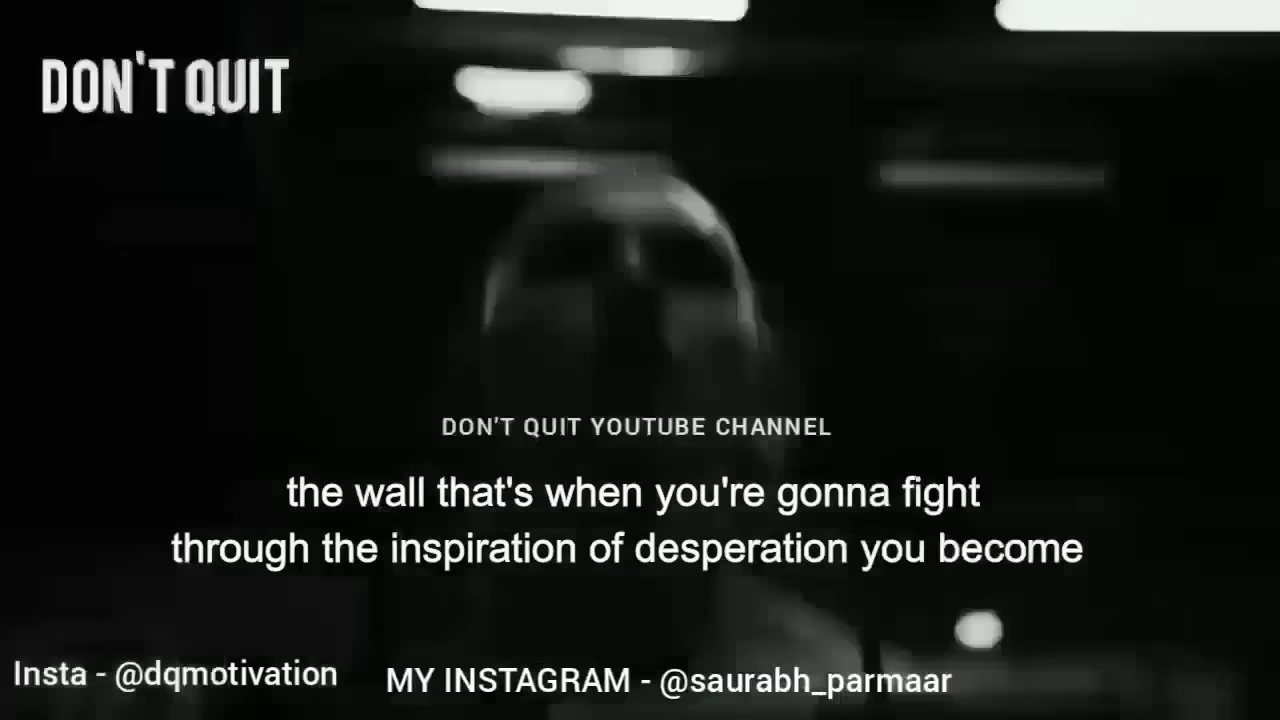 DON'T QUIT
DON'T QUIT YOUTUBE CHANNEL
the wall that's when you're gonna fight
through the inspiration of desperation you become
Insta - @dqmotivation
MY INSTAGRAM - @saurabh_parmaar